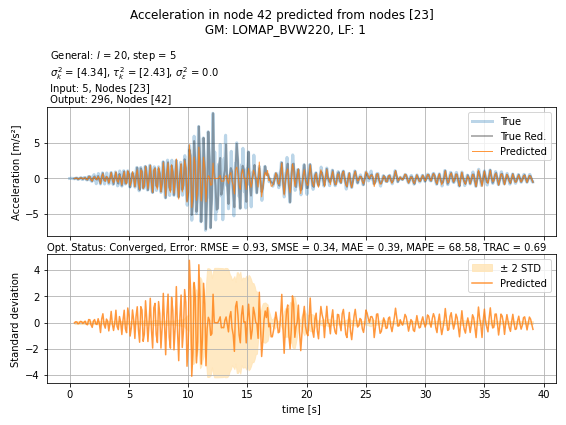 Acceleration in node 42 predicted from nodes [23]
GM: LOMAP_BVW220, LF: 1
General: l = 20, step = 5
σ²ₖ = [4.34], τ²ₖ = [2.43], σ²ε = 0.0
Input: 5, Nodes [23]
Output: 296, Nodes [42]
Acceleration [m/s²]
5
0
−5
True
True Red.
Predicted
Opt. Status: Converged, Error: RMSE = 0.93, SMSE = 0.34, MAE = 0.39, MAPE = 68.58, TRAC = 0.69
Standard deviation
4
2
0
−2
−4
± 2 STD
Predicted
0 5 10 15 20 25 30 35 40
time [s]